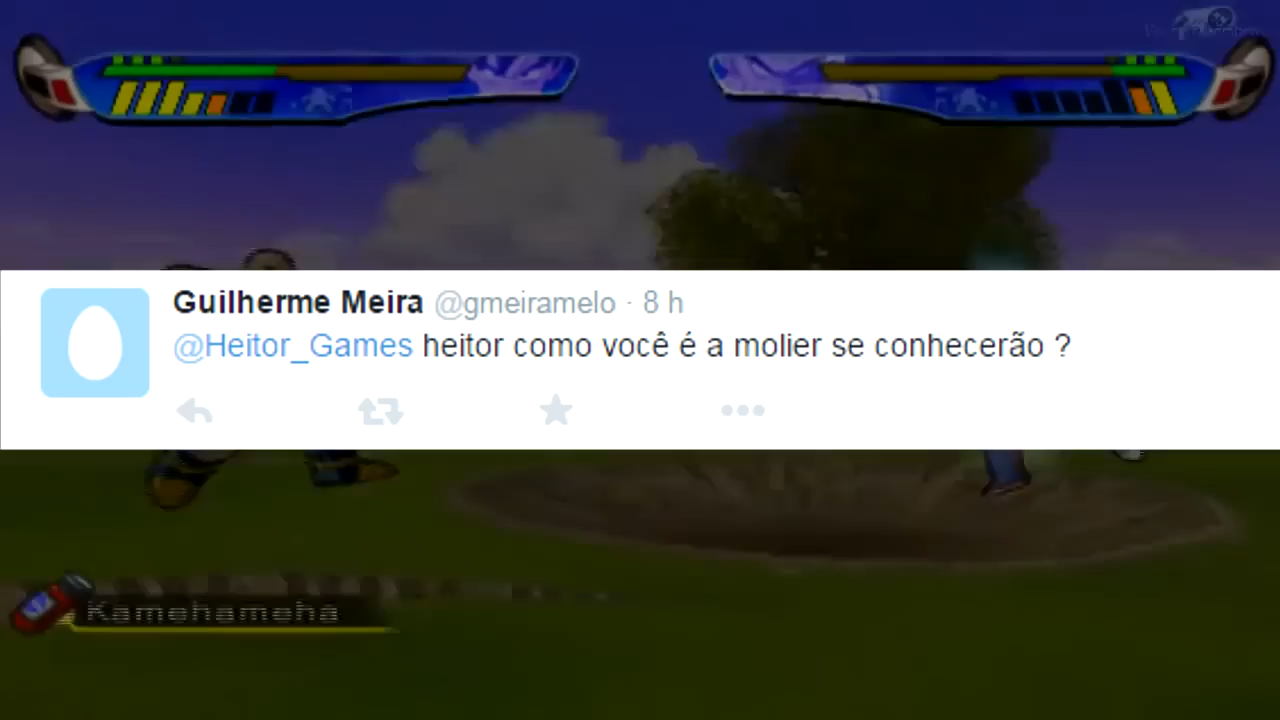 Guilherme Meira @gmeiramelo · 8 h
@Heitor_Games heitor como você é a molier se conhecerão ?
Kamehameha